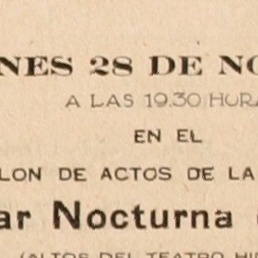 NES 28 DE NO
A LAS 19.30 HORA
EN EL
LON DE ACTOS DE LA
ar Nocturna
(ALTOS DEL TEATRO HI